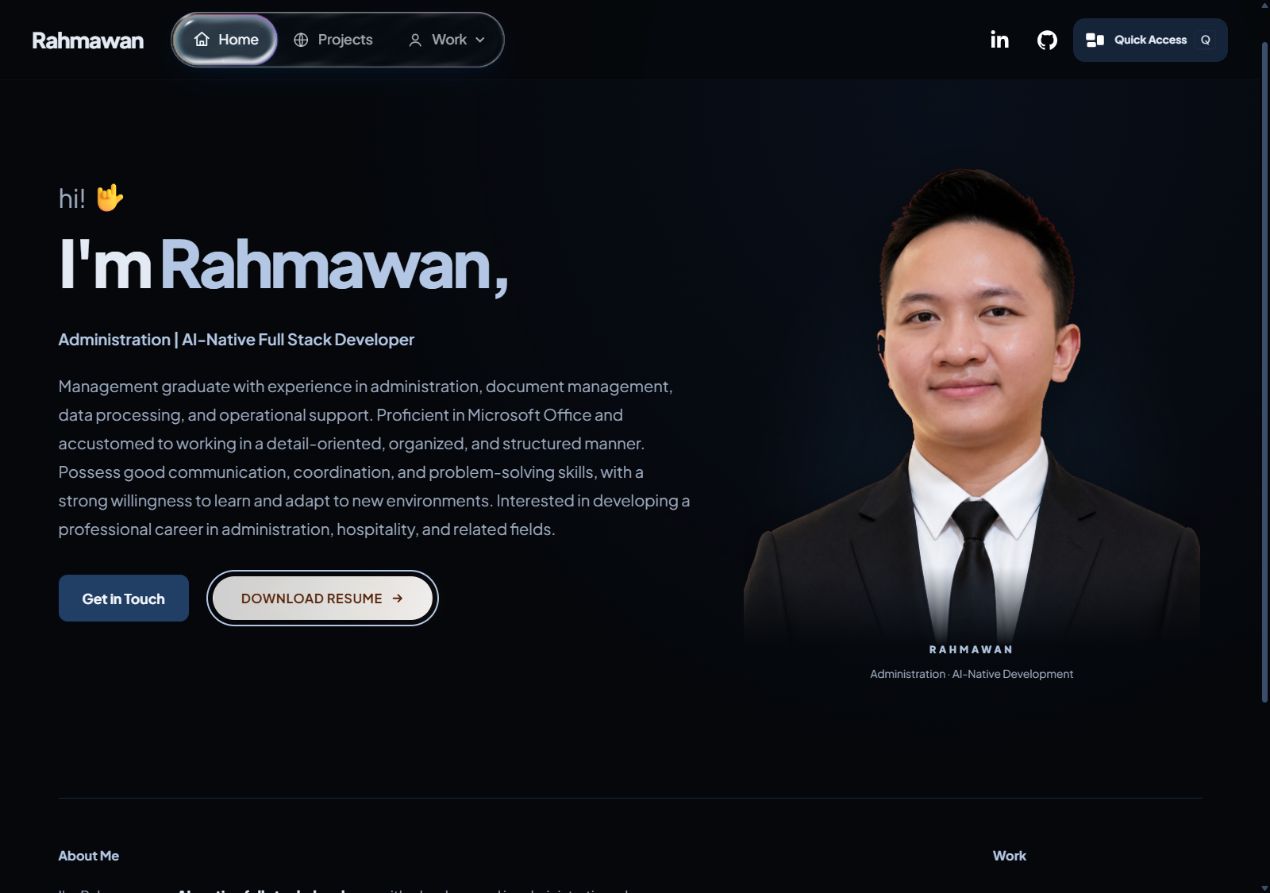 Rahmawan
Home
Projects
Work
in
Quick Access Q
hi!
I'm Rahmawan,
Administration | AI-Native Full Stack Developer
Management graduate with experience in administration, document management,
data processing, and operational support. Proficient in Microsoft Office and
accustomed to working in a detail-oriented, organized, and structured manner.
Possess good communication, coordination, and problem-solving skills, with a
strong willingness to learn and adapt to new environments. Interested in developing a
professional career in administration, hospitality, and related fields.
Get in Touch
DOWNLOAD RESUME →
RAHMAWAN
Administration · AI-Native Development
About Me
Work